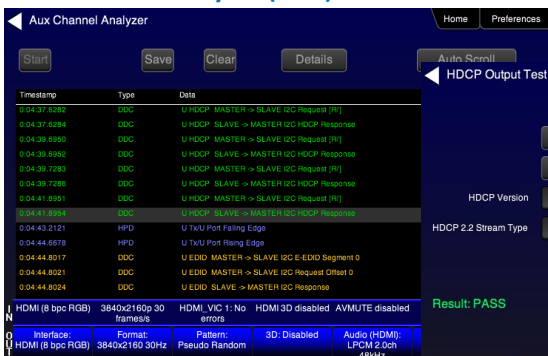 Aux Channel Analyzer
Home Preferences
Start Save Clear Details Auto Scroll
HDCP Output Test
Timestamp Type Data
0:04:37.6282 DDC U HDCP MASTER -> SLAVE I2C Request [Ri']
0:04:37.6284 DDC U HDCP SLAVE -> MASTER I2C HDCP Response
0:04:39.6950 DDC U HDCP MASTER -> SLAVE I2C Request [Ri']
0:04:39.6952 DDC U HDCP SLAVE -> MASTER I2C HDCP Response
0:04:39.7283 DDC U HDCP MASTER -> SLAVE I2C Request [Ri']
0:04:39.7286 DDC U HDCP SLAVE -> MASTER I2C HDCP Response
0:04:41.8951 DDC U HDCP MASTER -> SLAVE I2C Request [Ri']
0:04:41.8954 DDC U HDCP SLAVE -> MASTER I2C HDCP Response
0:04:43.2121 HPD U Tx/U Port Falling Edge
0:04:44.6678 HPD U Tx/U Port Rising Edge
0:04:44.8017 DDC U EDID MASTER -> SLAVE I2C E-EDID Segment 0
0:04:44.8021 DDC U EDID MASTER -> SLAVE I2C Request Offset 0
0:04:44.8024 DDC U EDID SLAVE -> MASTER I2C Response
HDCP Version
HDCP 2.2 Stream Type
Result: PASS
IN
HDMI (8 bpc RGB) 3840x2160p 30 frames/s HDMI_VIC 1: No errors HDMI 3D disabled AVMUTE disabled
OUT
Interface: HDMI (8 bpc RGB)
Format: 3840x2160 30Hz
Pattern: Pseudo Random
3D: Disabled
Audio (HDMI): LPCM 2.0ch 48kHz